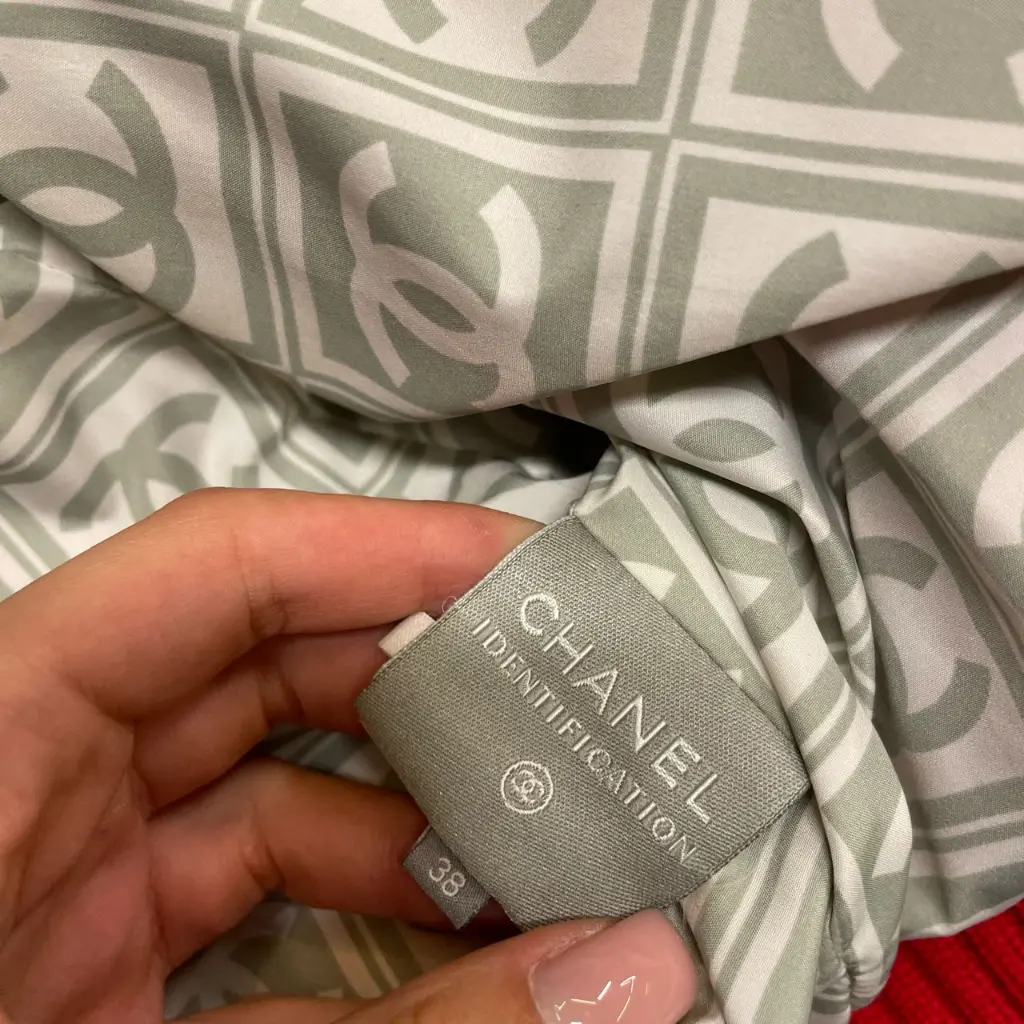 CHANEL
IDENTIFICATION
38